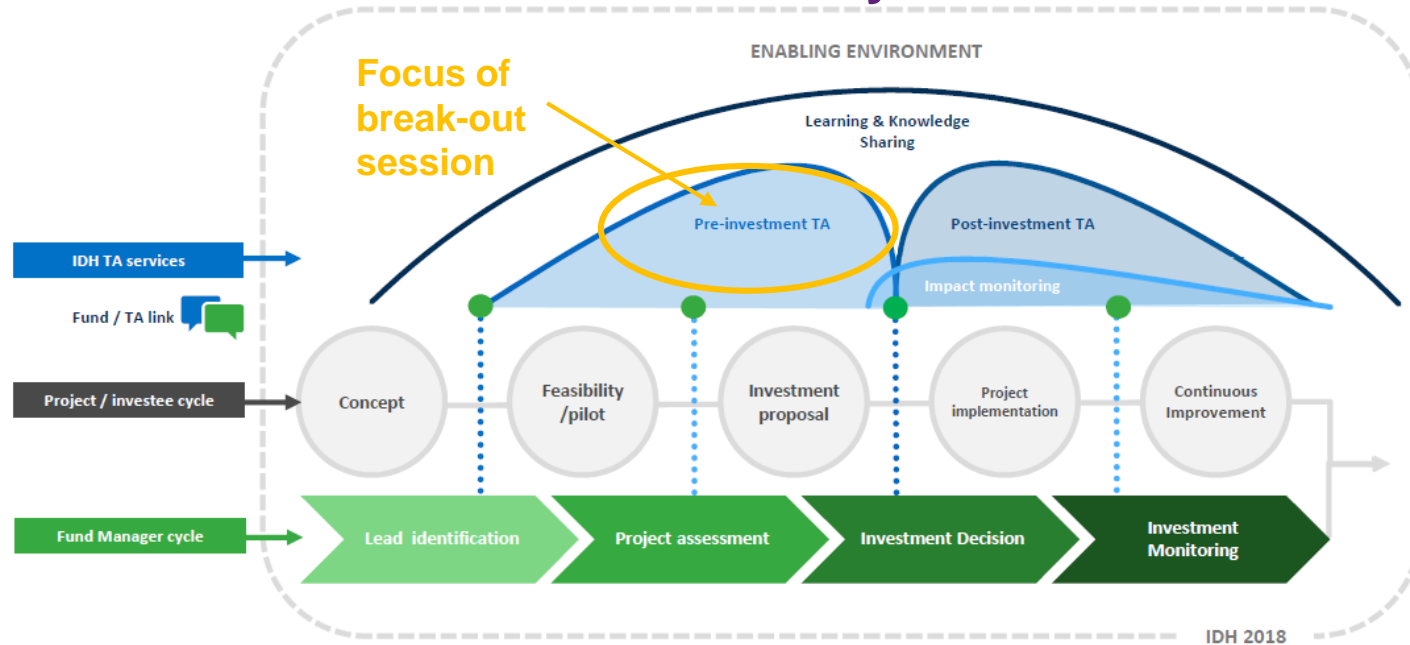 ENABLING ENVIRONMENT
Focus of
break-out
session
Learning & Knowledge
Sharing
Pre-investment TA
Post-investment TA
IDH TA services
Impact monitoring
Fund / TA link
Project / investee cycle
Concept
Feasibility
/pilot
Investment
proposal
Project
implementation
Continuous
Improvement
Fund Manager cycle
Lead identification
Project assessment
Investment Decision
Investment
Monitoring
IDH 2018